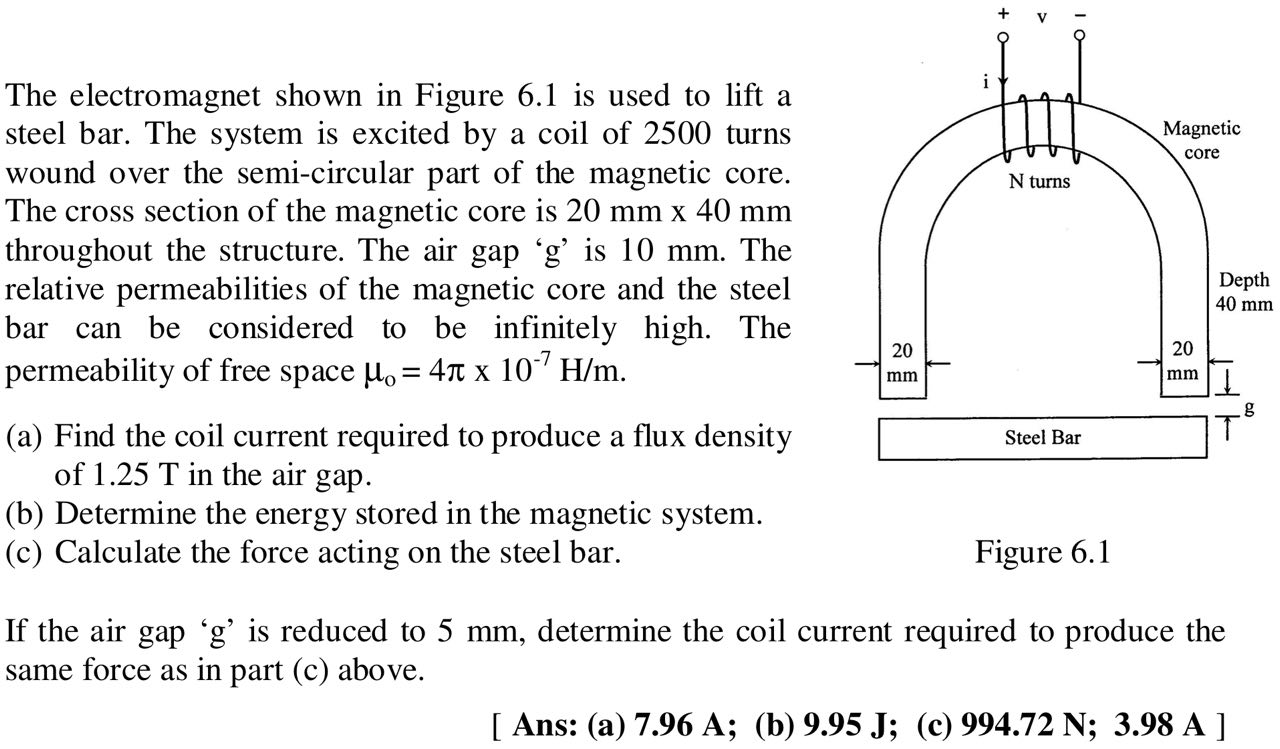 The electromagnet shown in Figure 6.1 is used to lift a
steel bar. The system is excited by a coil of 2500 turns
wound over the semi-circular part of the magnetic core.
The cross section of the magnetic core is 20 mm x 40 mm
throughout the structure. The air gap ‘g’ is 10 mm. The
relative permeabilities of the magnetic core and the steel
bar can be considered to be infinitely high. The
permeability of free space μₒ = 4π x 10⁻⁷ H/m.
(a) Find the coil current required to produce a flux density
of 1.25 T in the air gap.
(b) Determine the energy stored in the magnetic system.
(c) Calculate the force acting on the steel bar.
+ v −
i
Magnetic
core
N turns
Depth
40 mm
20
mm
20
mm
g
Steel Bar
Figure 6.1
If the air gap ‘g’ is reduced to 5 mm, determine the coil current required to produce the
same force as in part (c) above.
[ Ans: (a) 7.96 A; (b) 9.95 J; (c) 994.72 N; 3.98 A ]